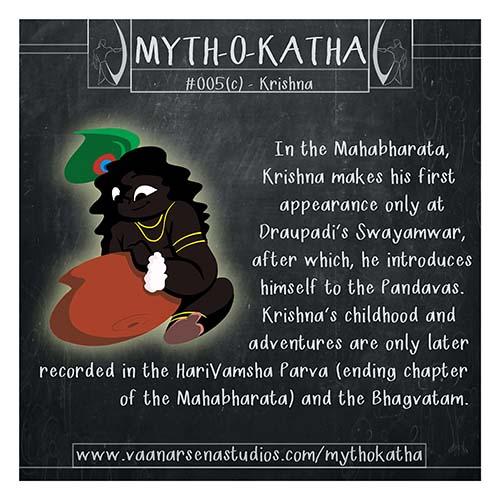 MYTH-O-KATHA
#005(c) - Krishna
In the Mahabharata,
Krishna makes his first
appearance only at
Draupadi's Swayamwar,
after which, he introduces
himself to the Pandavas.
Krishna's childhood and
adventures are only later
recorded in the HariVamsha Parva (ending chapter
of the Mahabharata) and the Bhagvatam.
www.vaanarsenastudios.com/mythokatha